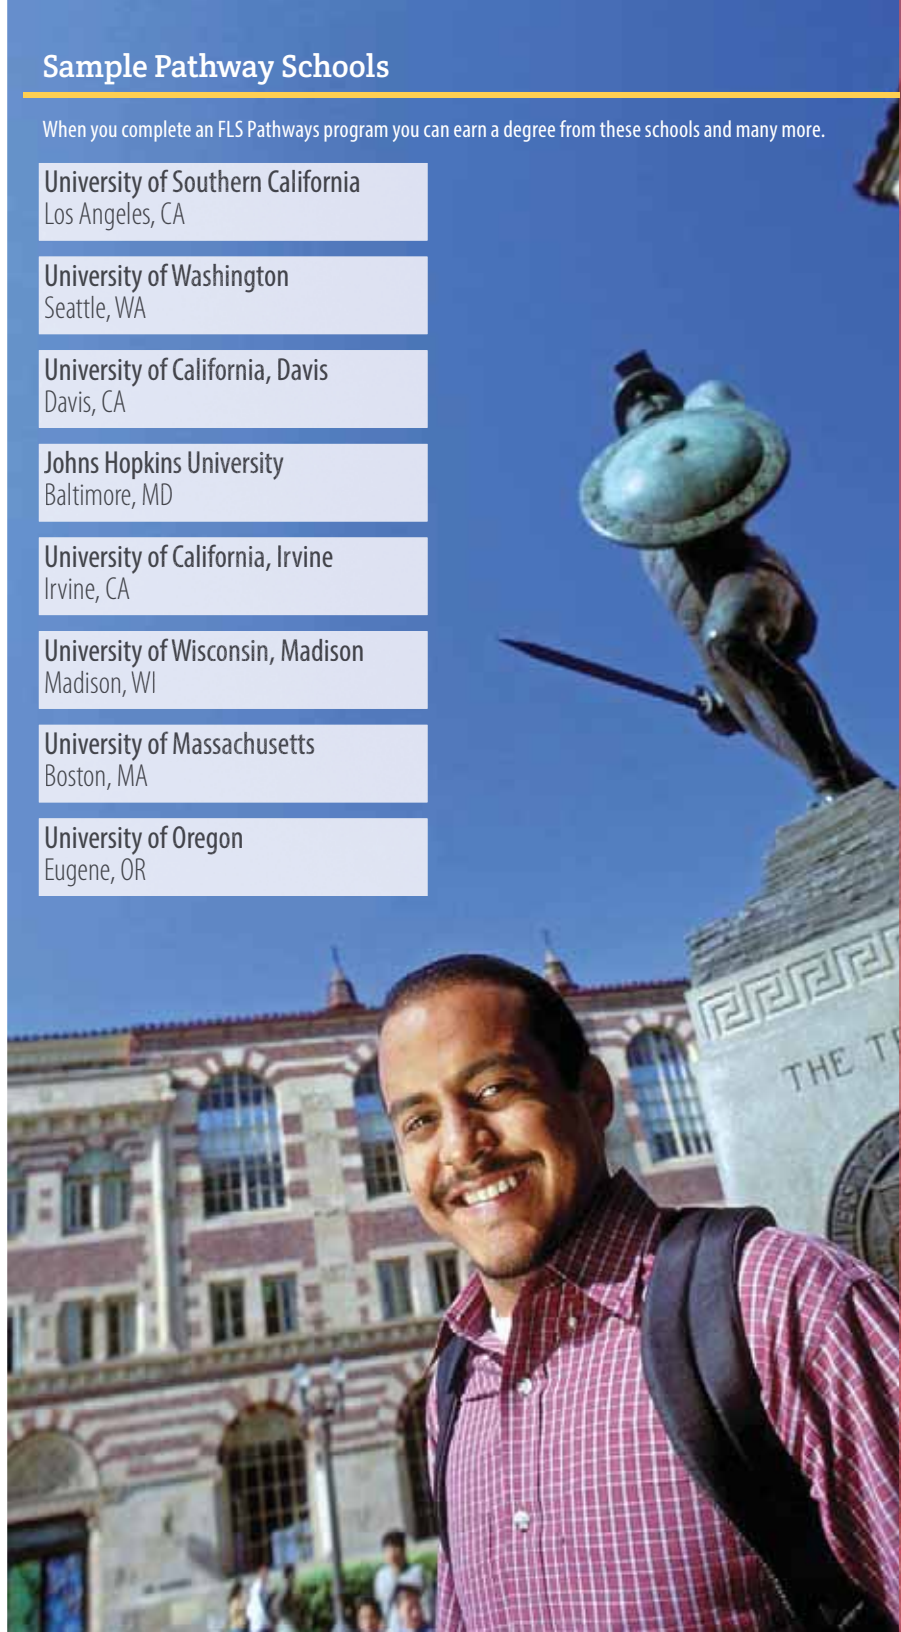 Sample Pathway Schools
When you complete an FLS Pathways program you can earn a degree from these schools and many more.
University of Southern California
Los Angeles, CA
University of Washington
Seattle, WA
University of California, Davis
Davis, CA
Johns Hopkins University
Baltimore, MD
University of California, Irvine
Irvine, CA
University of Wisconsin, Madison
Madison, WI
University of Massachusetts
Boston, MA
University of Oregon
Eugene, OR
THE